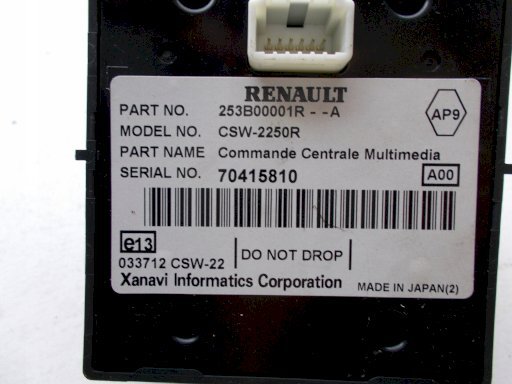 RENAULT
PART NO. 253B00001R - -A
AP9
MODEL NO. CSW-2250R
PART NAME Commande Centrale Multimedia
SERIAL NO. 70415810 A00
e13
033712 CSW-22
DO NOT DROP
Xanavi Informatics Corporation MADE IN JAPAN(2)